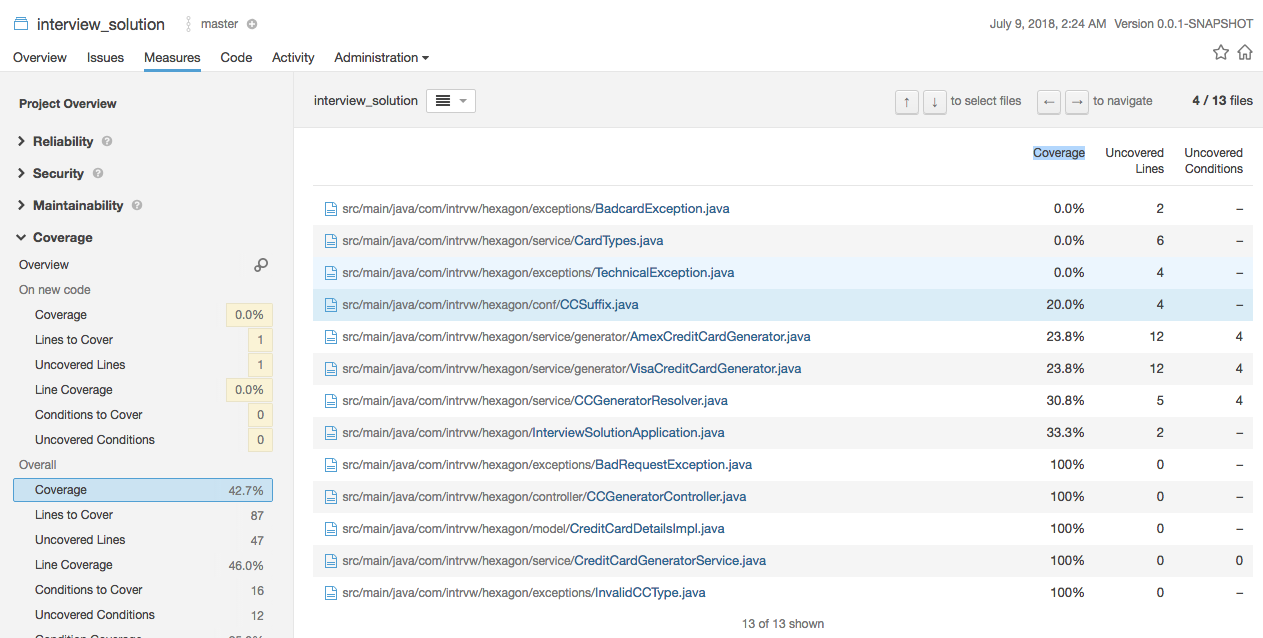 interview_solution master
July 9, 2018, 2:24 AM Version 0.0.1-SNAPSHOT
Overview Issues Measures Code Activity Administration
Project Overview
Reliability
Security
Maintainability
Coverage
Overview
On new code
Coverage 0.0%
Lines to Cover 1
Uncovered Lines 1
Line Coverage 0.0%
Conditions to Cover 0
Uncovered Conditions 0
Overall
Coverage 42.7%
Lines to Cover 87
Uncovered Lines 47
Line Coverage 46.0%
Conditions to Cover 16
Uncovered Conditions 12
interview_solution
↑ ↓ to select files ← → to navigate 4 / 13 files
Coverage Uncovered Uncovered
Lines Conditions
src/main/java/com/intrvw/hexagon/exceptions/BadcardException.java 0.0% 2 –
src/main/java/com/intrvw/hexagon/service/CardTypes.java 0.0% 6 –
src/main/java/com/intrvw/hexagon/exceptions/TechnicalException.java 0.0% 4 –
src/main/java/com/intrvw/hexagon/conf/CCSuffix.java 20.0% 4 –
src/main/java/com/intrvw/hexagon/service/generator/AmexCreditCardGenerator.java 23.8% 12 4
src/main/java/com/intrvw/hexagon/service/generator/VisaCreditCardGenerator.java 23.8% 12 4
src/main/java/com/intrvw/hexagon/service/CCGeneratorResolver.java 30.8% 5 4
src/main/java/com/intrvw/hexagon/InterviewSolutionApplication.java 33.3% 2 –
src/main/java/com/intrvw/hexagon/exceptions/BadRequestException.java 100% 0 –
src/main/java/com/intrvw/hexagon/controller/CCGeneratorController.java 100% 0 –
src/main/java/com/intrvw/hexagon/model/CreditCardDetailsImpl.java 100% 0 –
src/main/java/com/intrvw/hexagon/service/CreditCardGeneratorService.java 100% 0 0
src/main/java/com/intrvw/hexagon/exceptions/InvalidCCType.java 100% 0 –
13 of 13 shown